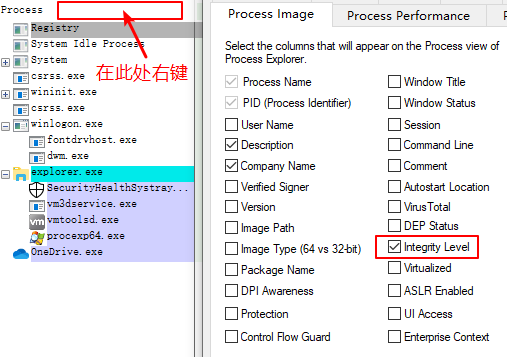 Process
Registry
System Idle Process
System
csrss.exe
wininit.exe
csrss.exe
winlogon.exe
fontdrvhost.exe
dwm.exe
explorer.exe
SecurityHealthSystray...
vm3dservice.exe
vmtoolsd.exe
procexp64.exe
OneDrive.exe
在此处右键
Process Image
Process Performance
Select the columns that will appear on the Process view of
Process Explorer.
Process Name
PID (Process Identifier)
User Name
Description
Company Name
Verified Signer
Version
Image Path
Image Type (64 vs 32-bit)
Package Name
DPI Awareness
Protection
Control Flow Guard
Window Title
Window Status
Session
Command Line
Comment
Autostart Location
VirusTotal
DEP Status
Integrity Level
Virtualized
ASLR Enabled
UI Access
Enterprise Context